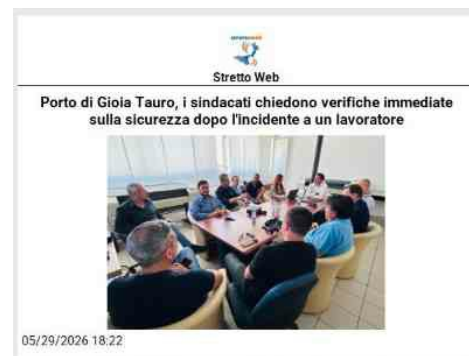 Stretto Web
Porto di Gioia Tauro, i sindacati chiedono verifiche immediate
sulla sicurezza dopo l'incidente a un lavoratore
05/29/2026 18:22